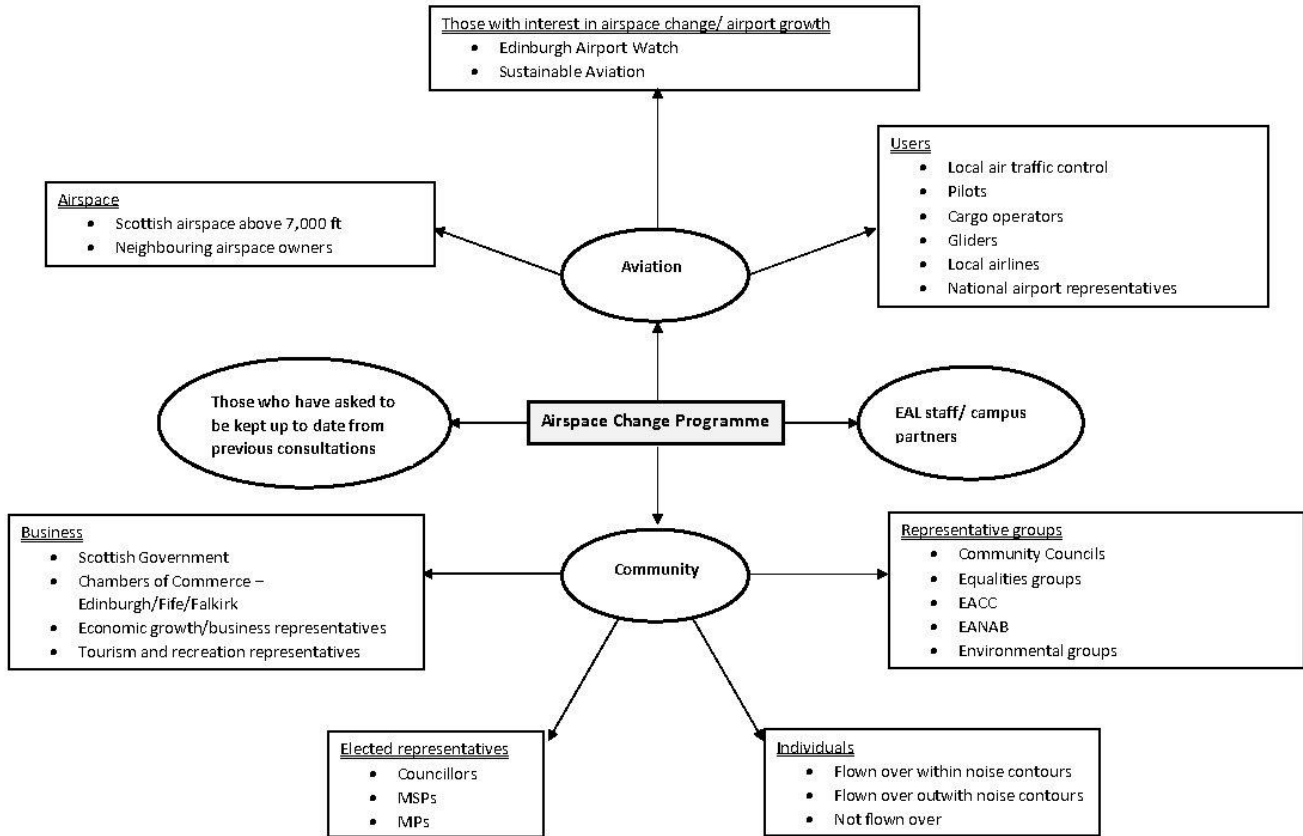 Those with interest in airspace change/ airport growth
• Edinburgh Airport Watch
• Sustainable Aviation
Users
• Local air traffic control
• Pilots
• Cargo operators
• Gliders
• Local airlines
• National airport representatives
Airspace
• Scottish airspace above 7,000 ft
• Neighbouring airspace owners
Aviation
Those who have asked to
be kept up to date from
previous consultations
Airspace Change Programme
EAL staff/ campus
partners
Business
• Scottish Government
• Chambers of Commerce –
Edinburgh/Fife/Falkirk
• Economic growth/business representatives
• Tourism and recreation representatives
Community
Representative groups
• Community Councils
• Equalities groups
• EACC
• EANAB
• Environmental groups
Elected representatives
• Councillors
• MSPs
• MPs
Individuals
• Flown over within noise contours
• Flown over outwith noise contours
• Not flown over